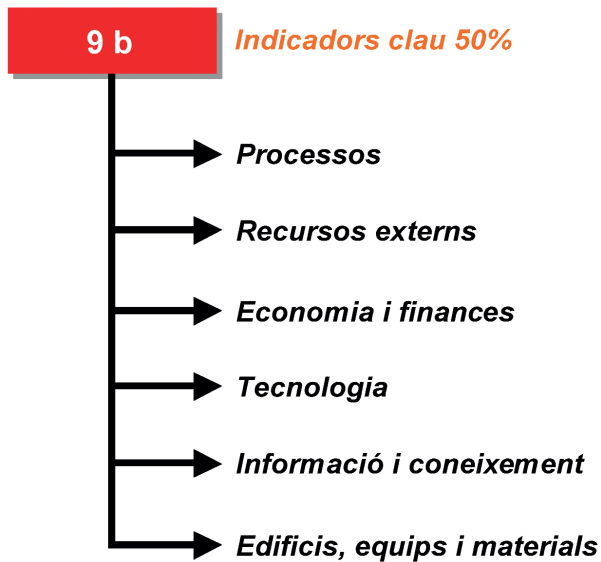 9 b
Indicadors clau 50%
Processos
Recursos externs
Economia i finances
Tecnologia
Informació i coneixement
Edificis, equips i materials